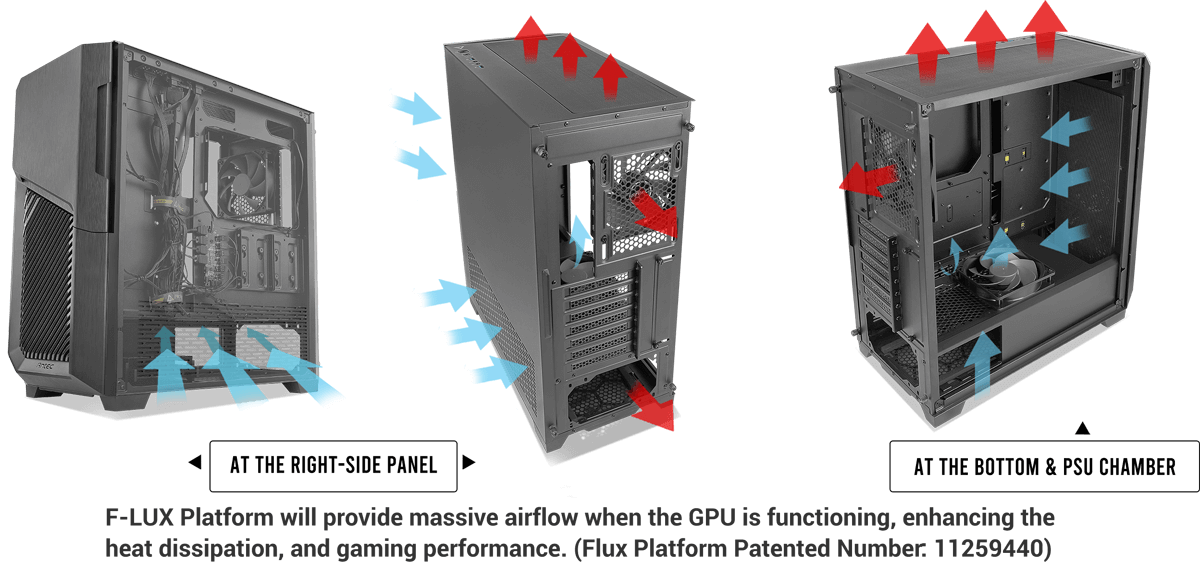 ANTEC
AT THE RIGHT-SIDE PANEL
AT THE BOTTOM & PSU CHAMBER
F-LUX Platform will provide massive airflow when the GPU is functioning, enhancing the
heat dissipation, and gaming performance. (Flux Platform Patented Number: 11259440)